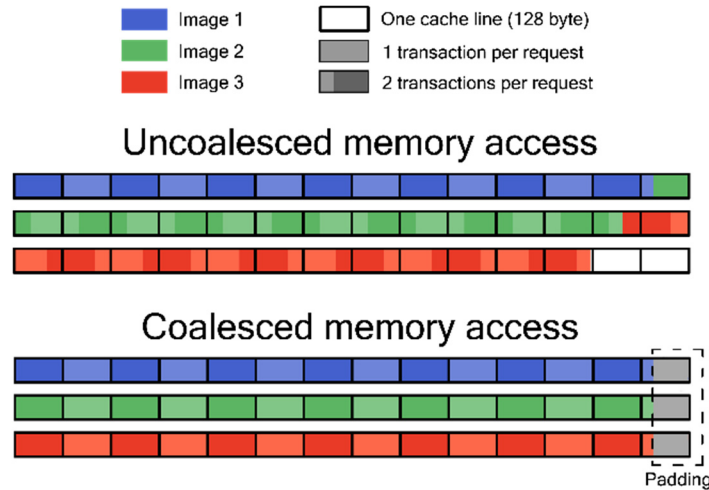 Image 1
One cache line (128 byte)
Image 2
1 transaction per request
Image 3
2 transactions per request
Uncoalesced memory access
Coalesced memory access
Padding